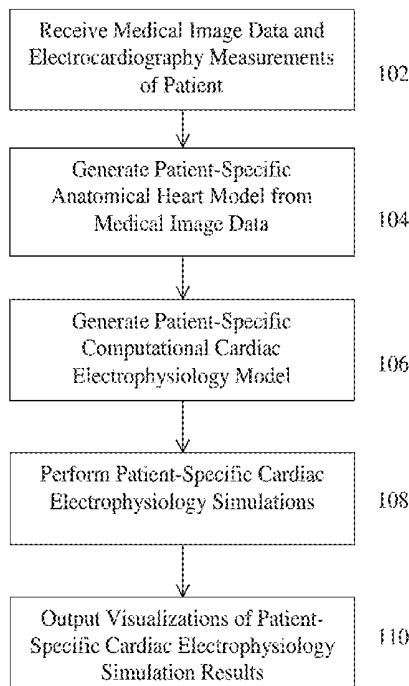 Receive Medical Image Data and
Electrocardiography Measurements
of Patient
102
Generate Patient-Specific
Anatomical Heart Model from
Medical Image Data
104
Generate Patient-Specific
Computational Cardiac
Electrophysiology Model
106
Perform Patient-Specific Cardiac
Electrophysiology Simulations
108
Output Visualizations of Patient-
Specific Cardiac Electrophysiology
Simulation Results
110